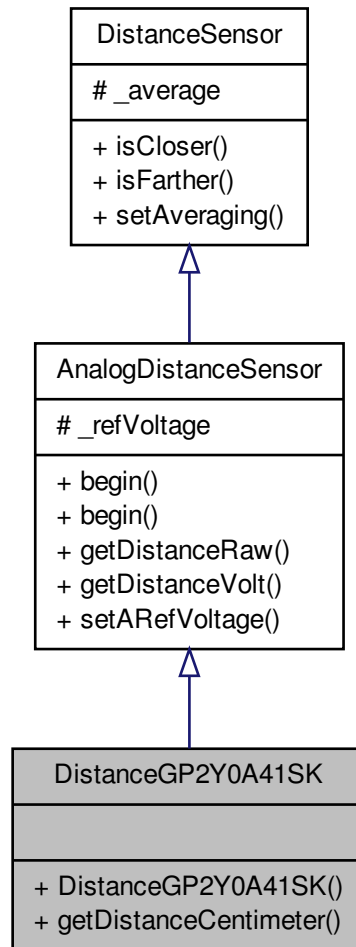 DistanceSensor
# _average
+ isCloser()
+ isFarther()
+ setAveraging()
AnalogDistanceSensor
# _refVoltage
+ begin()
+ begin()
+ getDistanceRaw()
+ getDistanceVolt()
+ setARefVoltage()
DistanceGP2Y0A41SK
+ DistanceGP2Y0A41SK()
+ getDistanceCentimeter()